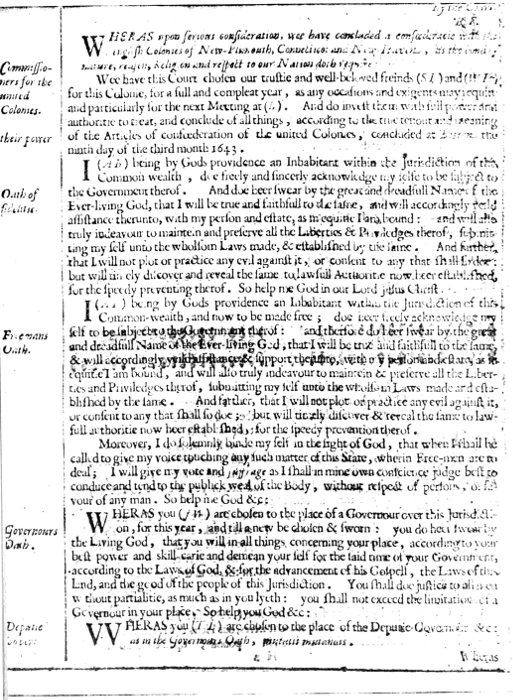 WHERAS upon serious consideration, wee have concluded a confœderacie with the
english Colonies of New-Plimouth, Connecticut and New-Haven, as the bond of
nature, reason, Religion and respect to our Nation doth require:
Commissioners for the united Colonies.
Wee have this Court chosen our trustie and well-beloved freinds (S I) and (W P)
for this Colonie, for a full and compleat year, as any occasions and exigents may require
and particularly for the next Meeting at (L). And do invest them with full power and
their power
authoritie to treat, and conclude of all things, according to the true tenour and meaning
of the Articles of confœderation of the united Colonies, concluded at Boston the
ninth day of the third month 1643.
I (A b) being by Gods providence an Inhabitant within the Jurisdiction of this
Common wealth, doe freely and sincerly acknowledge my selfe to be subject to
Oath of fidelitie.
the Government therof. And doe heer swear by the great and dreadfull Name of the
Ever-living God, that I will be true and faithfull to the same, and will accordingly yeild
assistance therunto, with my person and estate, as in equitie I am bound: and will also
truly indeavour to maintein and preserve all the Liberties & Priviledges therof, submitting
my self unto the wholsom Laws made, & established by the same. And further,
that I will not plot or practice any evil against it, or consent to any that shall so doe:
but will timely discover and reveal the same to lawfull Authoritie now heer established,
for the speedy preventing therof. So help me God in our Lord Jesus Christ.
I (...) being by Gods providence an Inhabitant within the Jurisdiction of this
Common-wealth, and now to be made free; doe heer freely acknowledge my
Freemans Oath.
self to be subject to the Government therof: and therfore do heer swear by the great
and dreadfull Name of the Ever-living God, that I will be true and faithfull to the same,
& will accordingly yeild assistance & support therunto, with my person and estate, as in
equitie I am bound, and will also truly indeavour to maintein & preserve all the Liberties
and Priviledges therof, submitting my self unto the wholsom Laws made and established
by the same. And farther, that I will not plot or practice any evil against it,
or consent to any that shall so doe; but will timely discover & reveal the same to lawfull
authoritie now heer established, for the speedy prevention therof.
Moreover, I do solemnly binde my self in the sight of God, that when I shall be
called to give my voice touching any such matter of this State, wherin Free-men are to
deal; I will give my vote and suffrage as I shall in mine own conscience judge best to
conduce and tend to the publick weal of the Body, without respect of persons, or favour
of any man. So help me God &c:
WHERAS you (J W) are chosen to the place of a Governour over this Jurisdiction,
for this year, and till a new be chosen & sworn: you do heer swear by
Governours Oath.
the Living God, that you will in all things concerning your place, according to your
best power and skill carie and demean your self for the said time of your Government,
according to the Laws of God, & for the advancement of his Gospell, the Laws of this
Land, and the good of the people of this Jurisdiction. You shall doe justice to all men
without partialitie, as much as in you lyeth: you shall not exceed the limitations of a
Governour in your place. So help you God &c:
Deputie
WHERAS you (T D) are chosen to the place of the Deputie-Governour &c:
as in the Governours Oath, mutatis mutandis.
Wheras